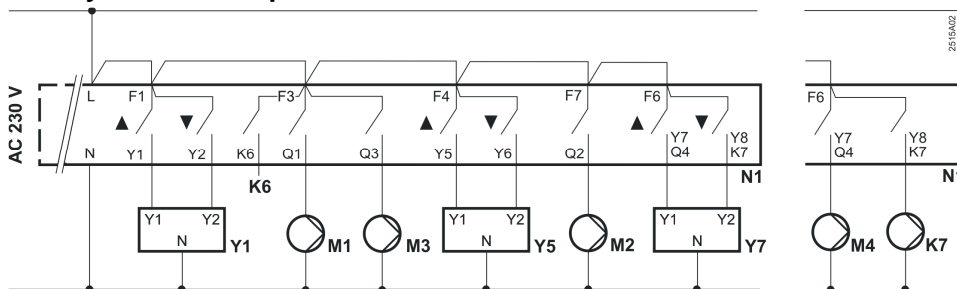 2515A02
AC 230 V
L F1 F3 F4 F7 F6 F6
N Y1 Y2 K6 Q1 Q3 Y5 Y6 Q2 Y7 Q4 Y8 K7 Y7 Q4 Y8 K7
K6 N1
Y1 Y2 Y1 Y2 Y1 Y2
N Y1 M1 M3 N Y5 M2 N Y7 M4 K7